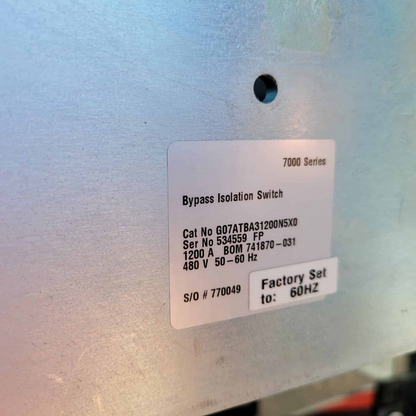 7000 Series
Bypass Isolation Switch
Cat No G07ATBA31200N5X0
Ser No 534559 FP
1200 A BOM 741870-031
480 V 50-60 Hz
S/O # 770049
Factory Set
to: 60HZ